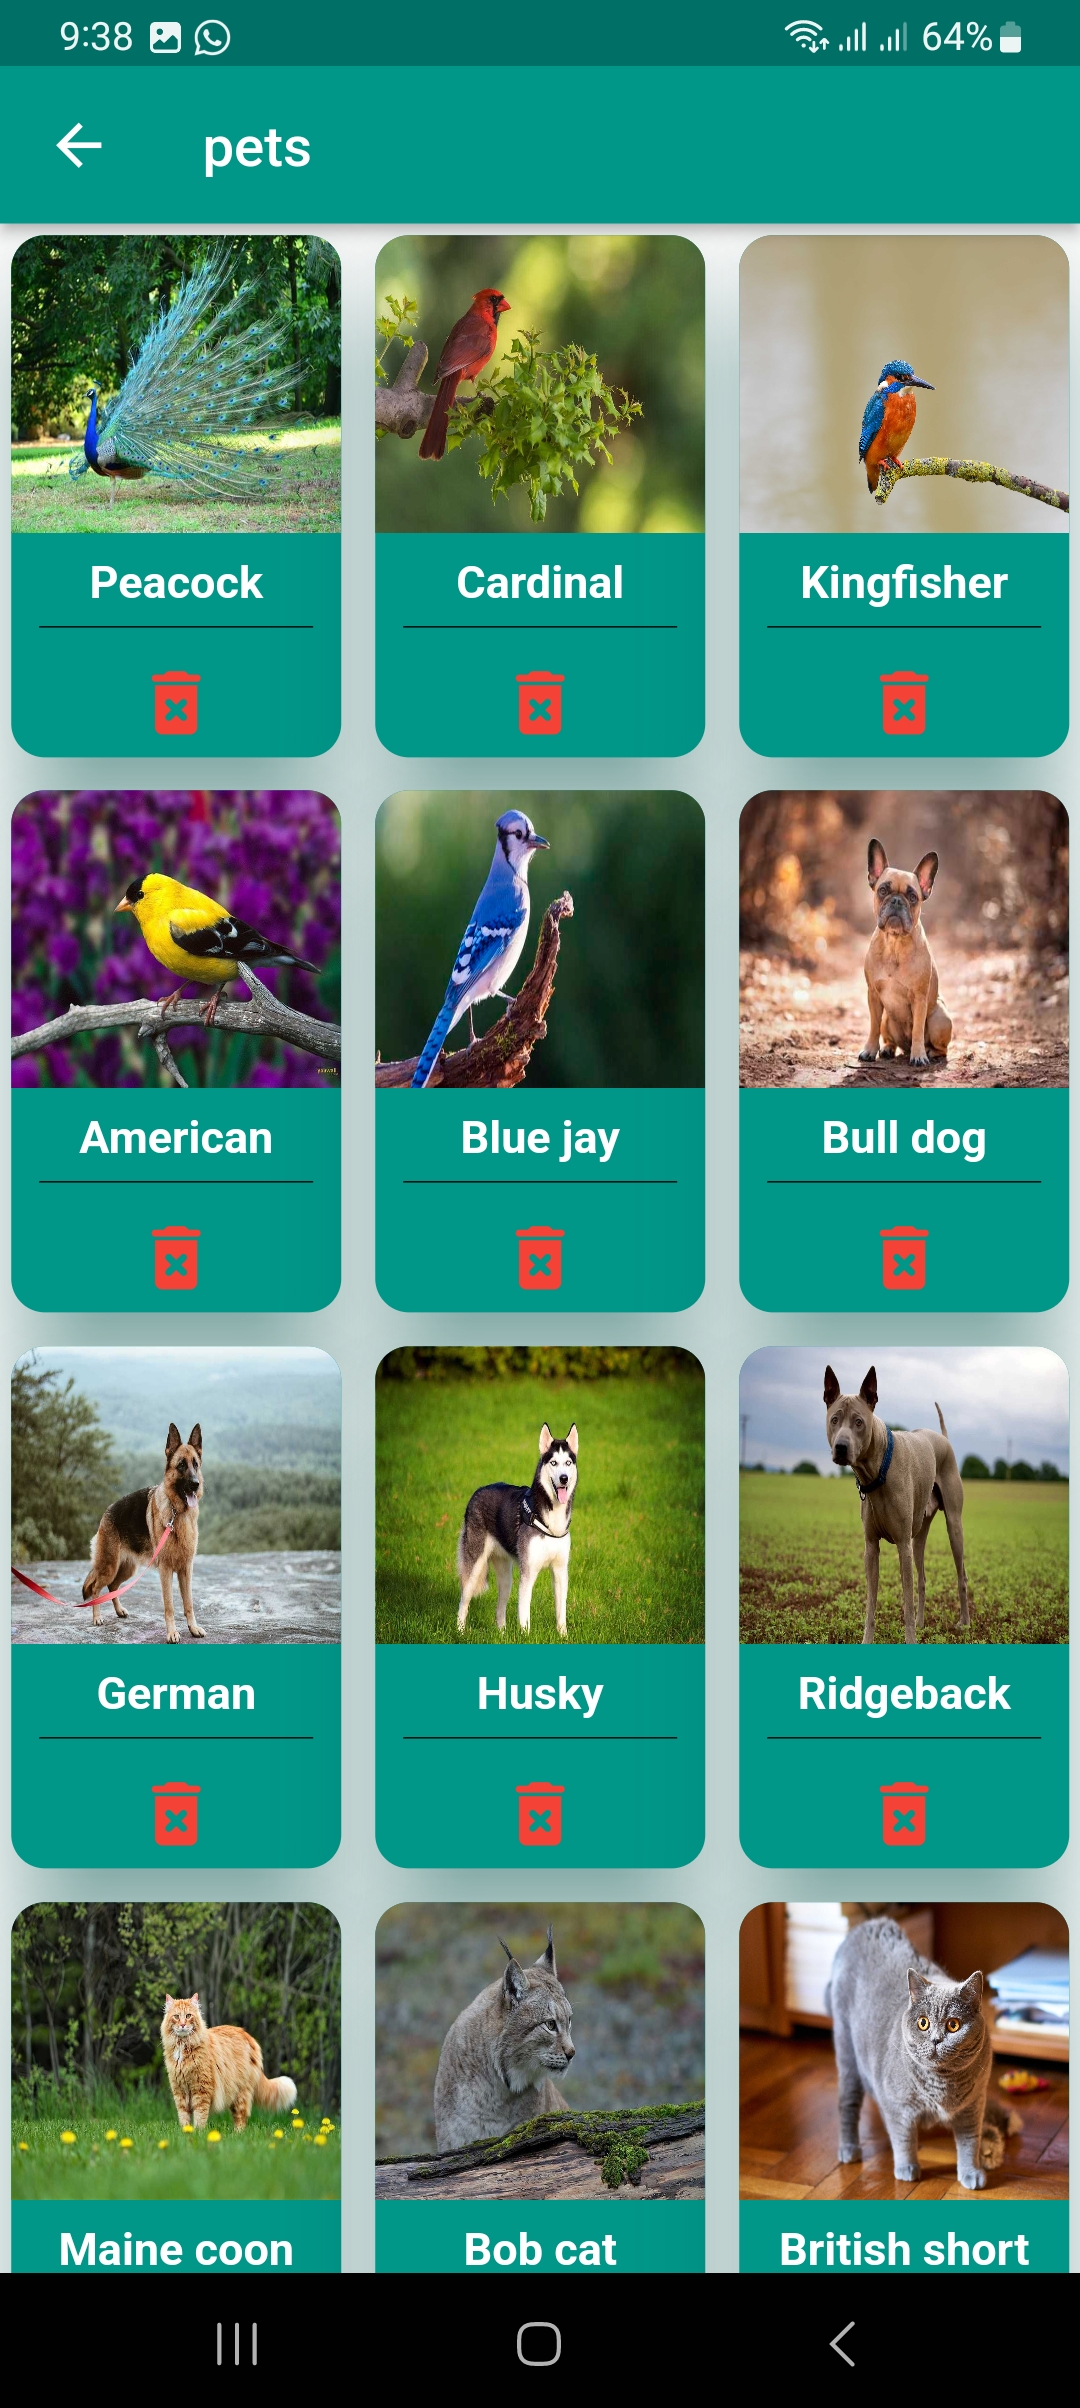 9:38 64%
pets
Peacock Cardinal Kingfisher
American Blue jay Bull dog
German Husky Ridgeback
Maine coon Bob cat British short